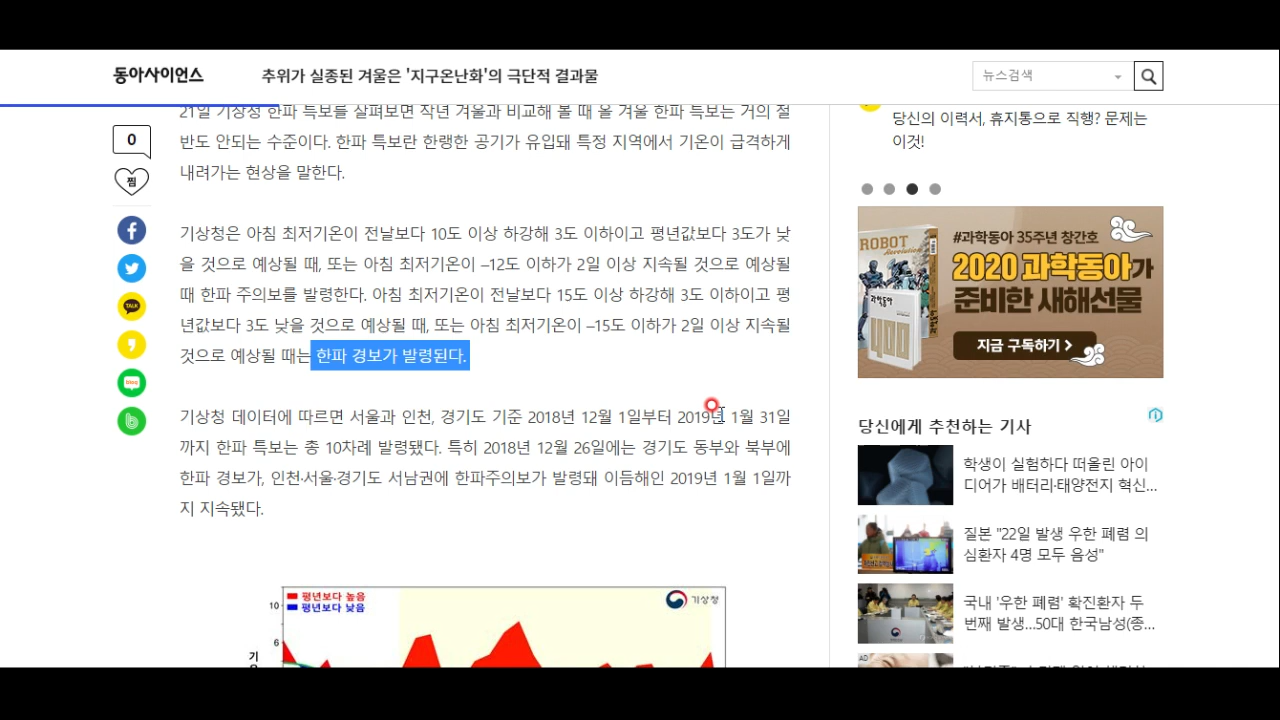 동아사이언스
추위가 실종된 겨울은 '지구온난화'의 극단적 결과물
뉴스검색
0
찜
TALK
blog
21일 기상청 한파 특보를 살펴보면 작년 겨울과 비교해 볼 때 올 겨울 한파 특보는 거의 절
반도 안되는 수준이다. 한파 특보란 한랭한 공기가 유입돼 특정 지역에서 기온이 급격하게
내려가는 현상을 말한다.
기상청은 아침 최저기온이 전날보다 10도 이상 하강해 3도 이하이고 평년값보다 3도가 낮
을 것으로 예상될 때, 또는 아침 최저기온이 –12도 이하가 2일 이상 지속될 것으로 예상될
때 한파 주의보를 발령한다. 아침 최저기온이 전날보다 15도 이상 하강해 3도 이하이고 평
년값보다 3도 낮을 것으로 예상될 때, 또는 아침 최저기온이 –15도 이하가 2일 이상 지속될
것으로 예상될 때는 한파 경보가 발령된다.
기상청 데이터에 따르면 서울과 인천, 경기도 기준 2018년 12월 1일부터 2019년 1월 31일
까지 한파 특보는 총 10차례 발령됐다. 특히 2018년 12월 26일에는 경기도 동부와 북부에
한파 경보가, 인천·서울·경기도 서남권에 한파주의보가 발령돼 이듬해인 2019년 1월 1일까
지 지속됐다.
평년보다 높음
평년보다 낮음
기상청
10
6
기
당신의 이력서, 휴지통으로 직행? 문제는
이것!
ROBOT
Revolution
과학동아
400
#과학동아 35주년 창간호
2020 과학동아가
준비한 새해선물
지금 구독하기 >
당신에게 추천하는 기사
학생이 실험하다 떠올린 아이
디어가 배터리·태양전지 혁신...
질본 "22일 발생 우한 폐렴 의
심환자 4명 모두 음성"
국내 '우한 폐렴' 확진환자 두
번째 발생...50대 한국남성(종...
AD